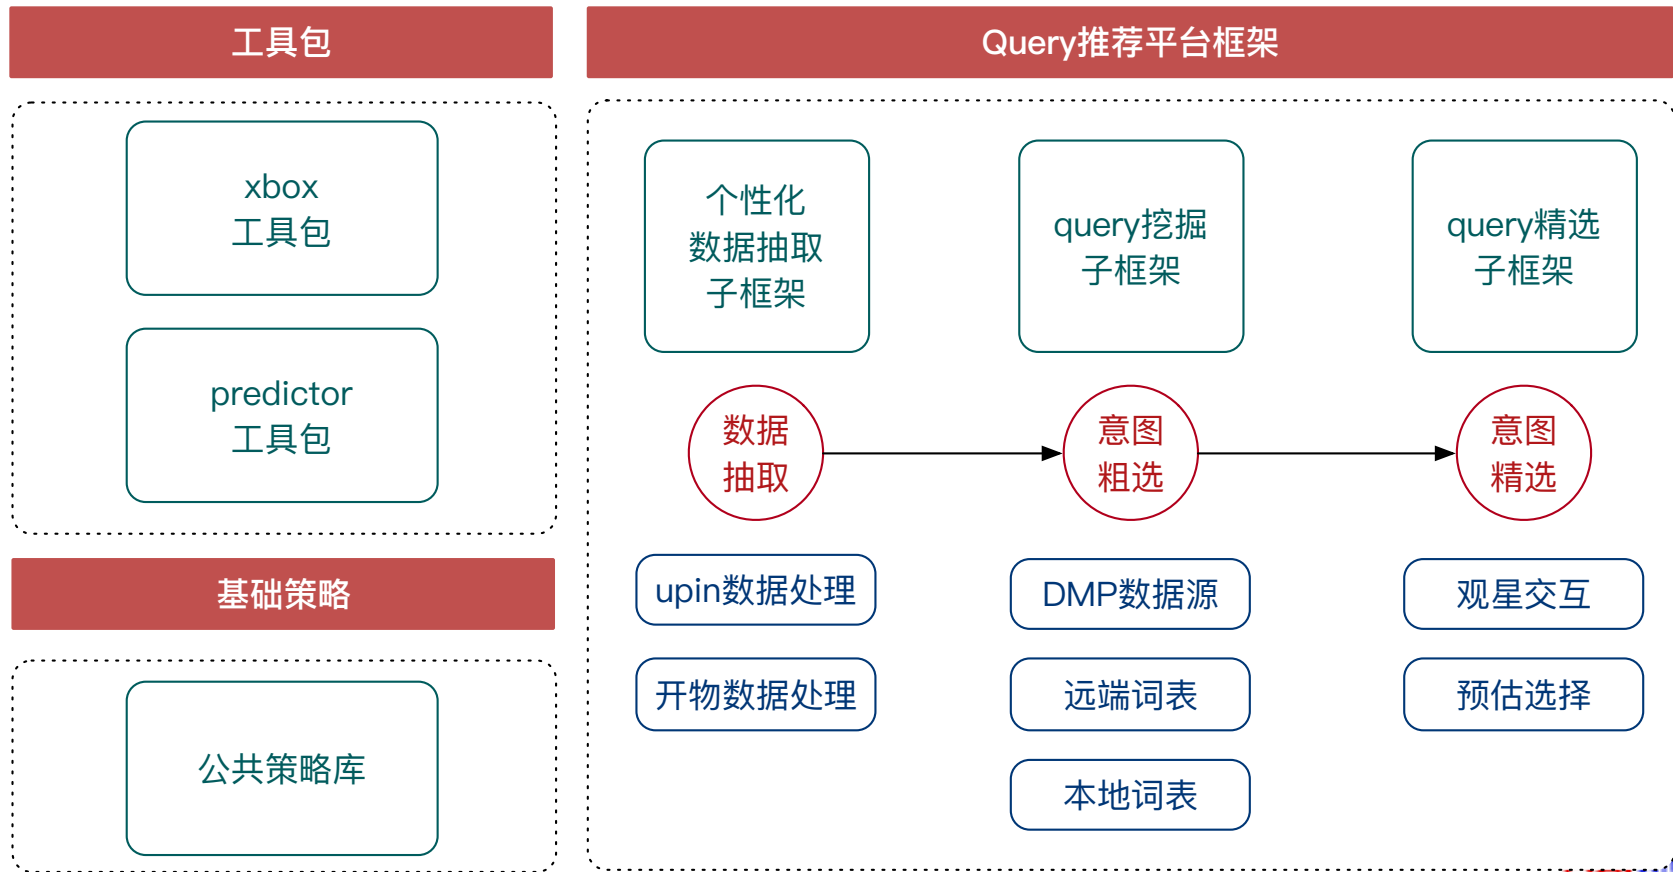 工具包
xbox
工具包
predictor
工具包
基础策略
公共策略库
Query推荐平台框架
个性化
数据抽取
子框架
query挖掘
子框架
query精选
子框架
数据
抽取
意图
粗选
意图
精选
upin数据处理
DMP数据源
观星交互
开物数据处理
远端词表
预估选择
本地词表